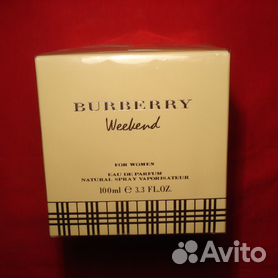 BURBERRY
Weekend
FOR WOMEN
EAU DE PARFUM
NATURAL SPRAY VAPORISATEUR
100ml ℮ 3.3 FL.OZ.
Avito